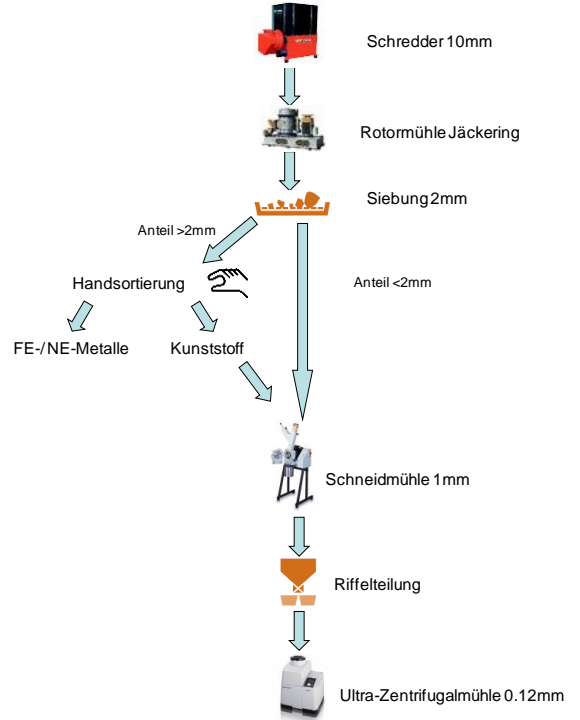 Schredder 10mm
Rotormühle Jäckering
Siebung 2mm
Anteil >2mm
Anteil <2mm
Handsortierung
FE-/NE-Metalle
Kunststoff
Schneidmühle 1mm
Riffelteilung
Ultra-Zentrifugalmühle 0.12mm